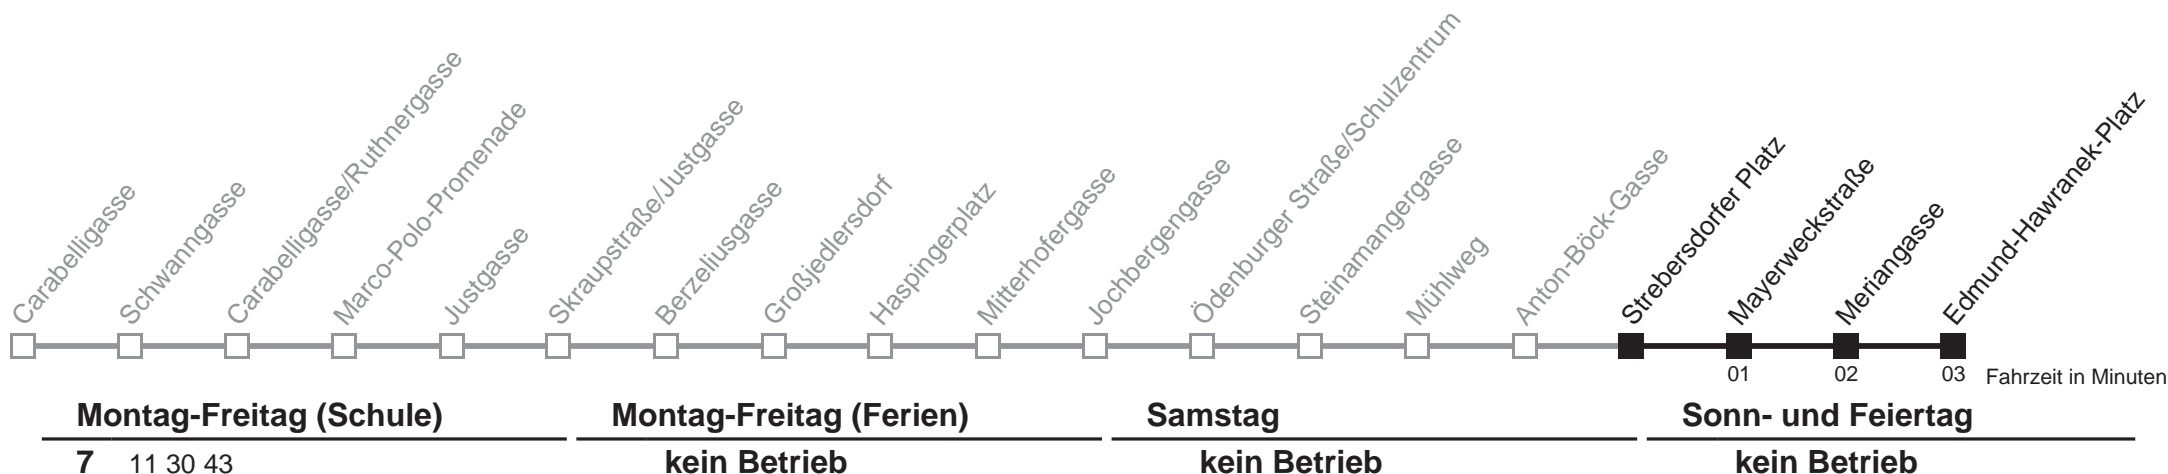 Carabelligasse
Schwanngasse
Carabelligasse/Ruthnergasse
Marco-Polo-Promenade
Justgasse
Skraupstraße/Justgasse
Berzeliusgasse
Großjedlersdorf
Haspingerplatz
Mitterhofergasse
Jochbergengasse
Ödenburger Straße/Schulzentrum
Steinamangergasse
Mühlweg
Anton-Böck-Gasse
Strebersdorfer Platz
Mayerweckstraße
Meriangasse
Edmund-Hawranek-Platz
01 02 03 Fahrzeit in Minuten
Montag-Freitag (Schule) Montag-Freitag (Ferien) Samstag Sonn- und Feiertag
7 11 30 43 kein Betrieb kein Betrieb kein Betrieb